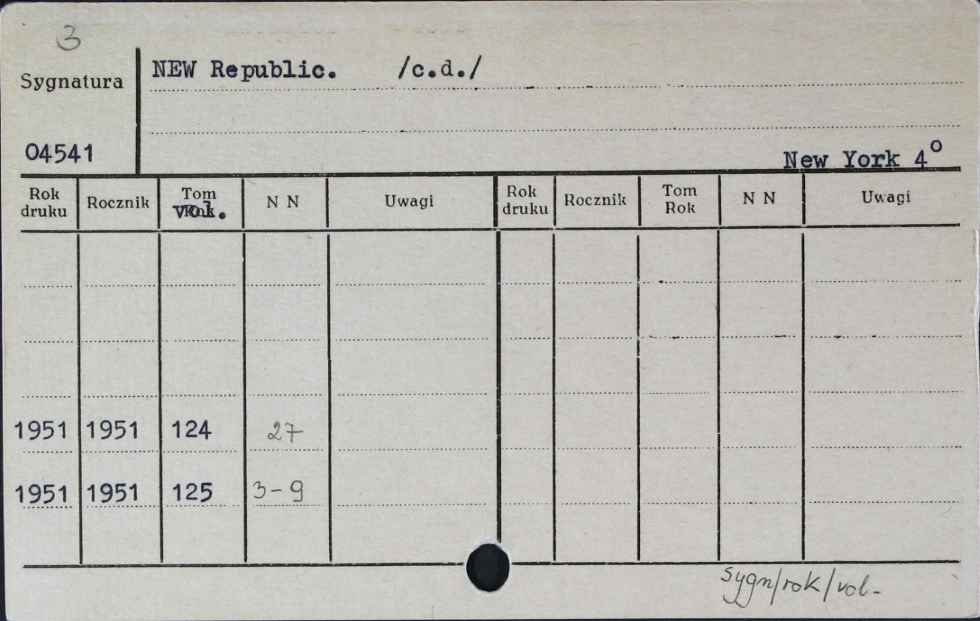 3
Sygnatura
NEW Republic. /c.d./
04541
New York 4°
Rok druku Rocznik Tom vol. N N Uwagi Rok druku Rocznik Tom Rok N N Uwagi
1951 1951 124 27
1951 1951 125 3-9
sygn/rok/vol-